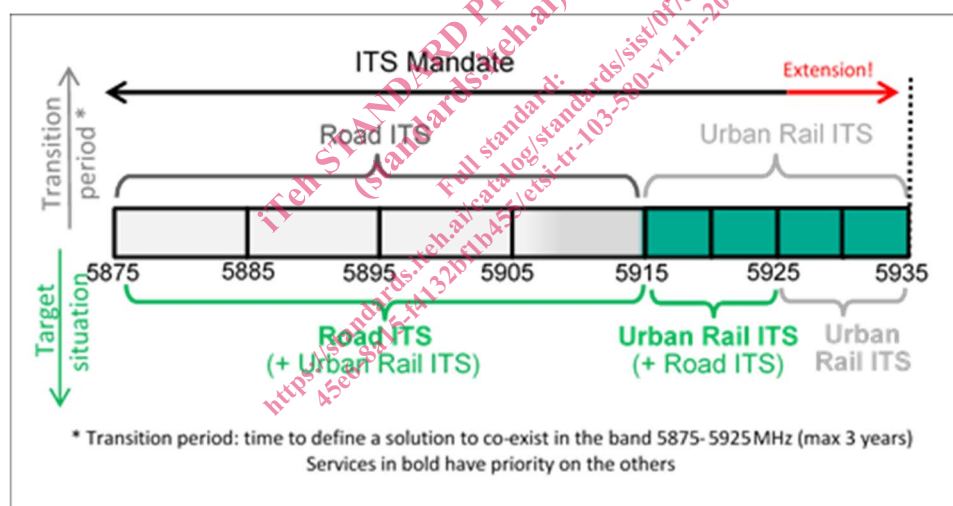 ITS Mandate
Extension!
Transition
period *
Road ITS
Urban Rail ITS
5875 5885 5895 5905 5915 5925 5935
Target
situation
Road ITS
(+ Urban Rail ITS)
Urban Rail ITS
(+ Road ITS)
Urban
Rail ITS
* Transition period: time to define a solution to co-exist in the band 5875-5925MHz (max 3 years)
Services in bold have priority on the others
iTeh STANDARD
(standards.iteh.ai)
Full standard: